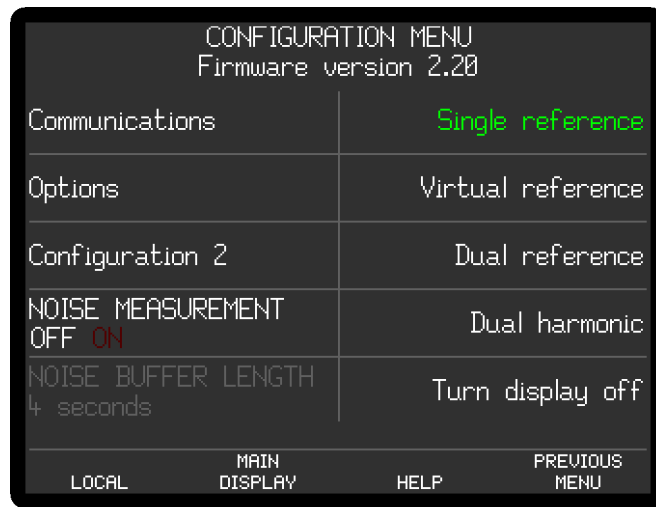 CONFIGURATION MENU
Firmware version 2.20
Communications
Single reference
Options
Virtual reference
Configuration 2
Dual reference
NOISE MEASUREMENT
OFF ON
Dual harmonic
NOISE BUFFER LENGTH
4 seconds
Turn display off
LOCAL
MAIN
DISPLAY
HELP
PREVIOUS
MENU